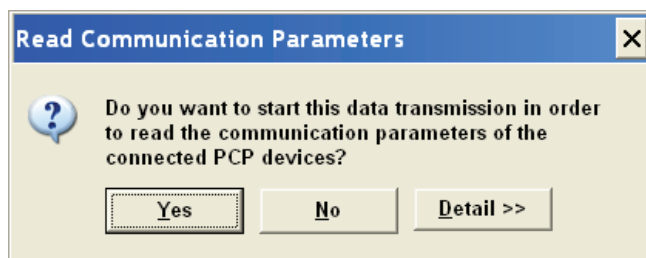 Read Communication Parameters
Do you want to start this data transmission in order
to read the communication parameters of the
connected PCP devices?
Yes No Detail >>